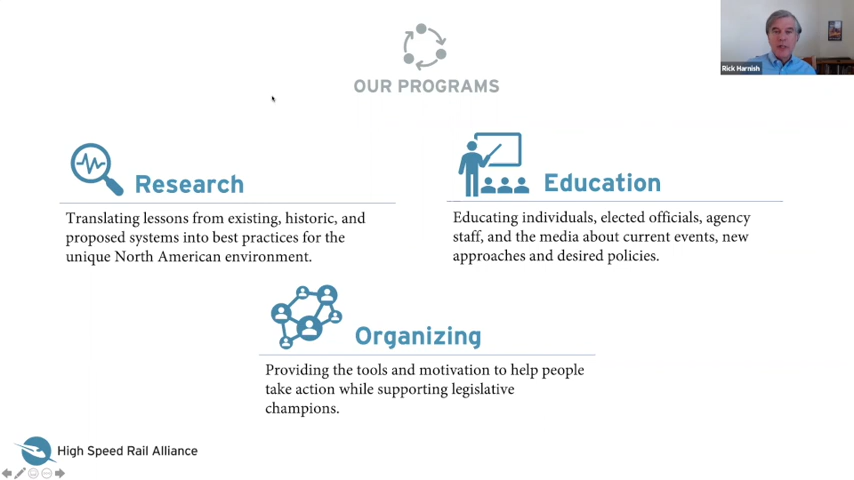 OUR PROGRAMS
Rick Harnish
Research
Translating lessons from existing, historic, and
proposed systems into best practices for the
unique North American environment.
Education
Educating individuals, elected officials, agency
staff, and the media about current events, new
approaches and desired policies.
Organizing
Providing the tools and motivation to help people
take action while supporting legislative
champions.
High Speed Rail Alliance